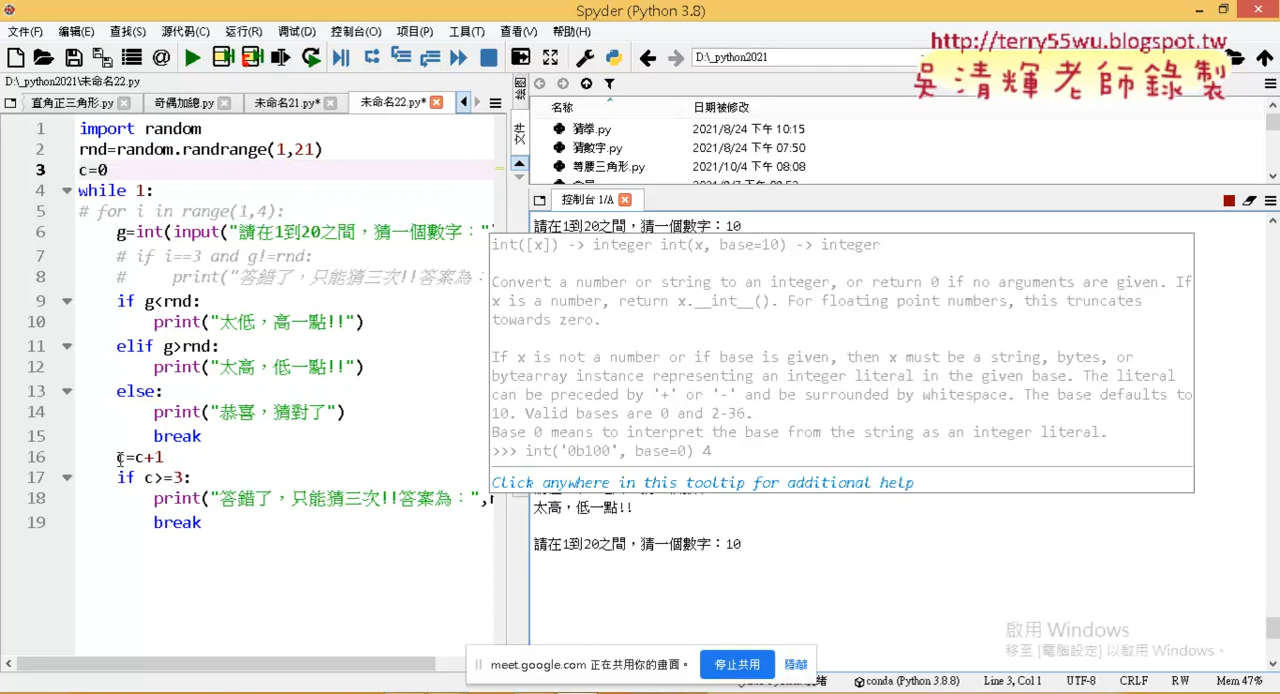 Spyder (Python 3.8)
文件(F) 编辑(E) 查找(S) 源代码(C) 运行(R) 调试(D) 控制台(O) 项目(P) 工具(T) 查看(V) 帮助(H)
D:\_python2021
http://terry55wu.blogspot.tw
吳清輝老師錄製
D:\_python2021\未命名22.py
直角正三角形.py 奇偶加總.py 未命名21.py* 未命名22.py*
1 import random
2 rnd=random.randrange(1,21)
3 c=0
4 while 1:
5 # for i in range(1,4):
6 g=int(input("請在1到20之間，猜一個數字："
7 # if i==3 and g!=rnd:
8 # print("答錯了，只能猜三次!!答案為：
9 if g<rnd:
10 print("太低，高一點!!")
11 elif g>rnd:
12 print("太高，低一點!!")
13 else:
14 print("恭喜，猜對了")
15 break
16 c=c+1
17 if c>=3:
18 print("答錯了，只能猜三次!!答案為：",
19 break
名称 日期被修改
猜拳.py 2021/8/24 下午 10:15
猜數字.py 2021/8/24 下午 07:50
等腰三角形.py 2021/10/4 下午 08:08
控制台 1/A
請在1到20之間，猜一個數字：10
int([x]) -> integer int(x, base=10) -> integer
Convert a number or string to an integer, or return 0 if no arguments are given. If
x is a number, return x.__int__(). For floating point numbers, this truncates
towards zero.
If x is not a number or if base is given, then x must be a string, bytes, or
bytearray instance representing an integer literal in the given base. The literal
can be preceded by '+' or '-' and be surrounded by whitespace. The base defaults to
10. Valid bases are 0 and 2-36.
Base 0 means to interpret the base from the string as an integer literal.
>>> int('0b100', base=0) 4
Click anywhere in this tooltip for additional help
太高，低一點!!
請在1到20之間，猜一個數字：10
啟用 Windows
移至 [電腦設定] 以啟用 Windows。
meet.google.com 正在共用你的畫面。 停止共用 隱藏
conda (Python 3.8.8) Line 3, Col 1 UTF-8 CRLF RW Mem 47%